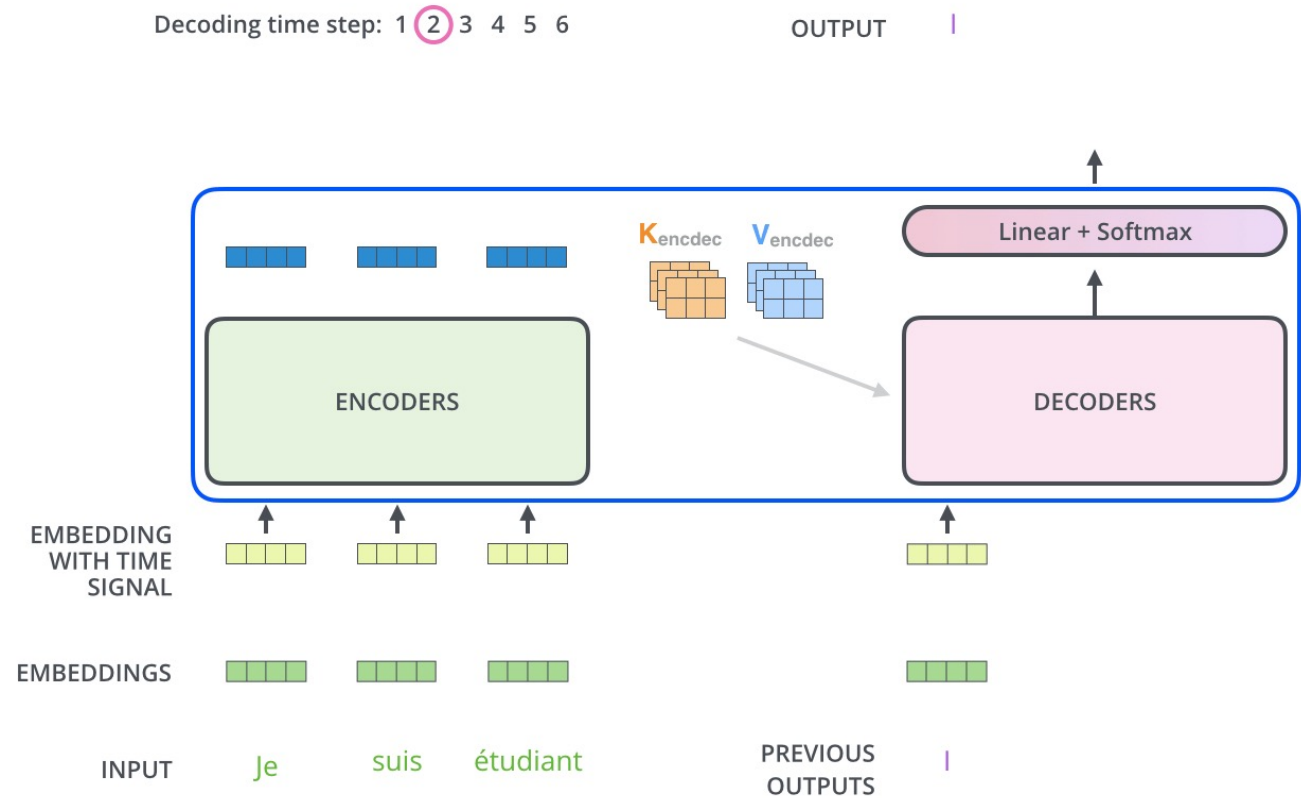 Decoding time step: 1 2 3 4 5 6
OUTPUT I
Kencdec Vencdec
Linear + Softmax
ENCODERS
DECODERS
EMBEDDING
WITH TIME
SIGNAL
EMBEDDINGS
INPUT Je suis étudiant
PREVIOUS
OUTPUTS
I